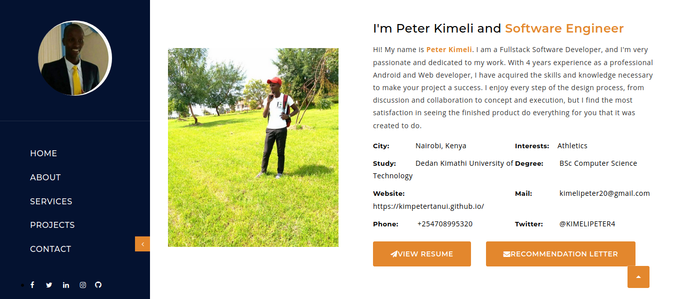 HOME
ABOUT
SERVICES
PROJECTS
CONTACT
I'm Peter Kimeli and Software Engineer
Hi! My name is Peter Kimeli. I am a Fullstack Software Developer, and I'm very
passionate and dedicated to my work. With 4 years experience as a professional
Android and Web developer, I have acquired the skills and knowledge necessary
to make your project a success. I enjoy every step of the design process, from
discussion and collaboration to concept and execution, but I find the most
satisfaction in seeing the finished product do everything for you that it was
created to do.
City: Nairobi, Kenya Interests: Athletics
Study: Dedan Kimathi University of Degree: BSc Computer Science
Technology
Website: Mail: kimelipeter20@gmail.com
https://kimpetertanui.github.io/
Phone: +254708995320 Twitter: @KIMELIPETER4
VIEW RESUME RECOMMENDATION LETTER